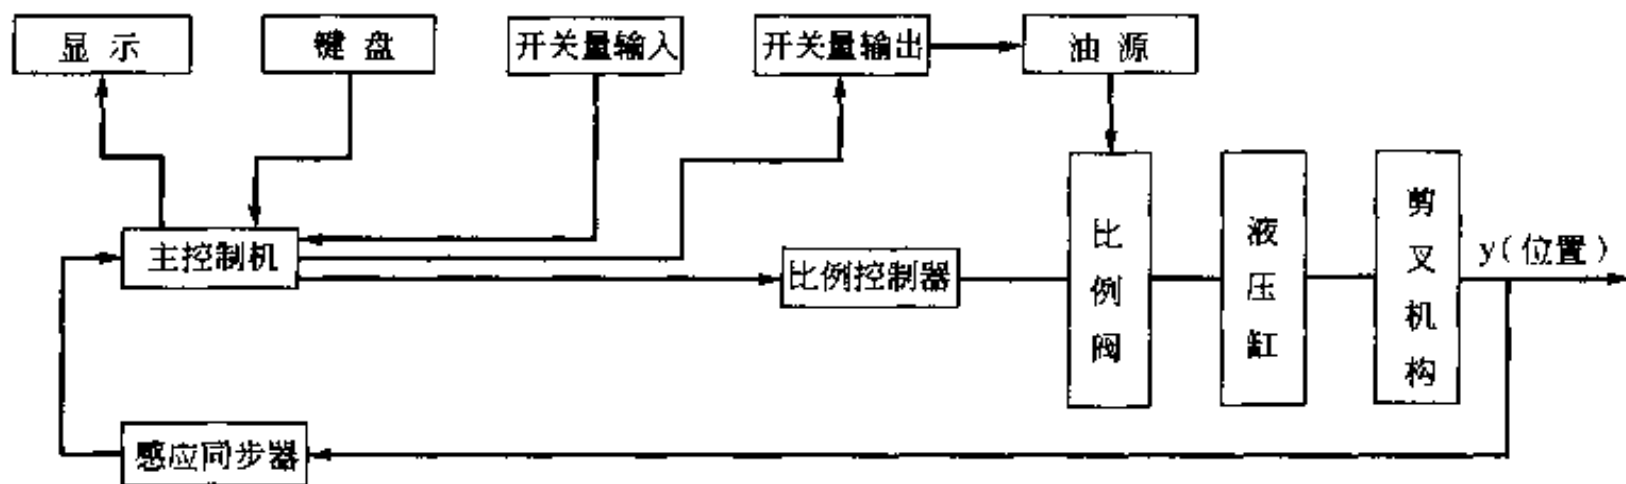 显示
键盘
开关量输入
开关量输出
油源
主控制机
比例控制器
比例阀
液压缸
剪叉机构
y(位置)
感应同步器